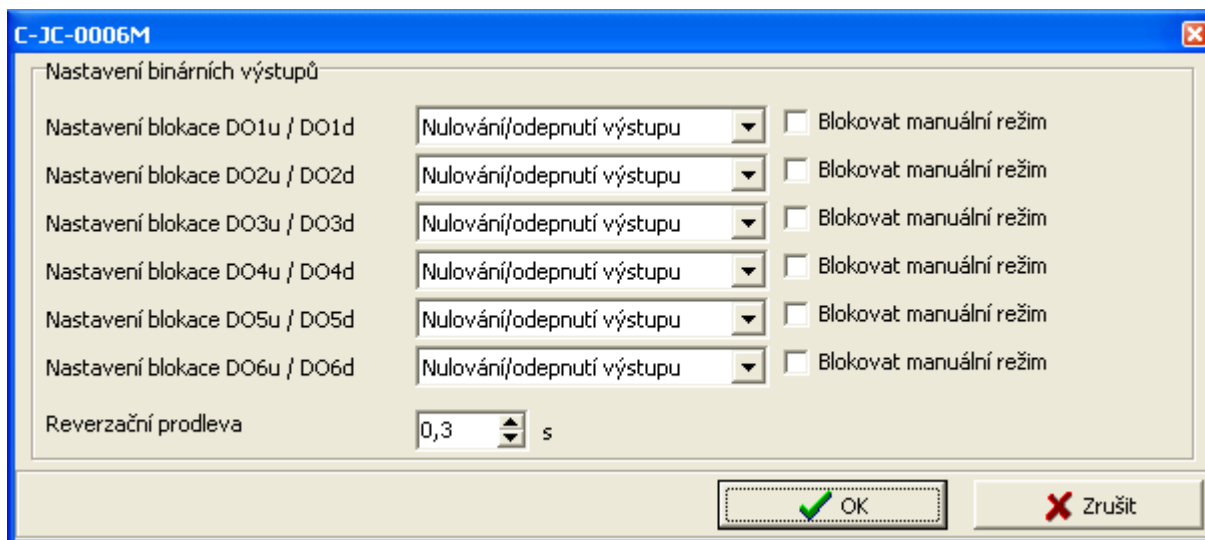 C-JC-0006M
Nastavení binárních výstupů
Nastavení blokace DO1u / DO1d Nulování/odepnutí výstupu Blokovat manuální režim
Nastavení blokace DO2u / DO2d Nulování/odepnutí výstupu Blokovat manuální režim
Nastavení blokace DO3u / DO3d Nulování/odepnutí výstupu Blokovat manuální režim
Nastavení blokace DO4u / DO4d Nulování/odepnutí výstupu Blokovat manuální režim
Nastavení blokace DO5u / DO5d Nulování/odepnutí výstupu Blokovat manuální režim
Nastavení blokace DO6u / DO6d Nulování/odepnutí výstupu Blokovat manuální režim
Reverzační prodleva 0,3 s
OK Zrušit